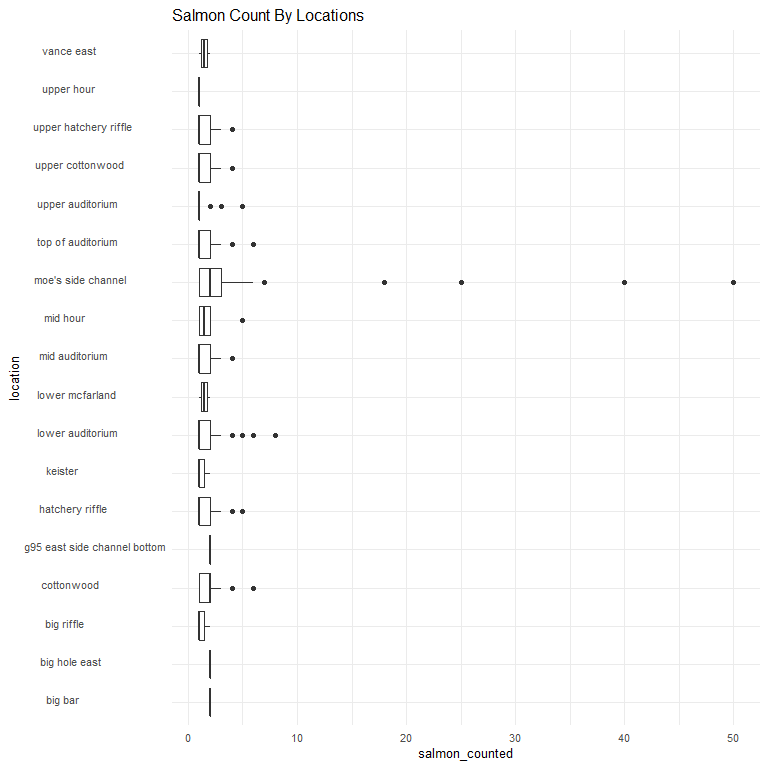 Salmon Count By Locations
location
vance east
upper hour
upper hatchery riffle
upper cottonwood
upper auditorium
top of auditorium
moe's side channel
mid hour
mid auditorium
lower mcfarland
lower auditorium
keister
hatchery riffle
g95 east side channel bottom
cottonwood
big riffle
big hole east
big bar
0 10 20 30 40 50
salmon_counted